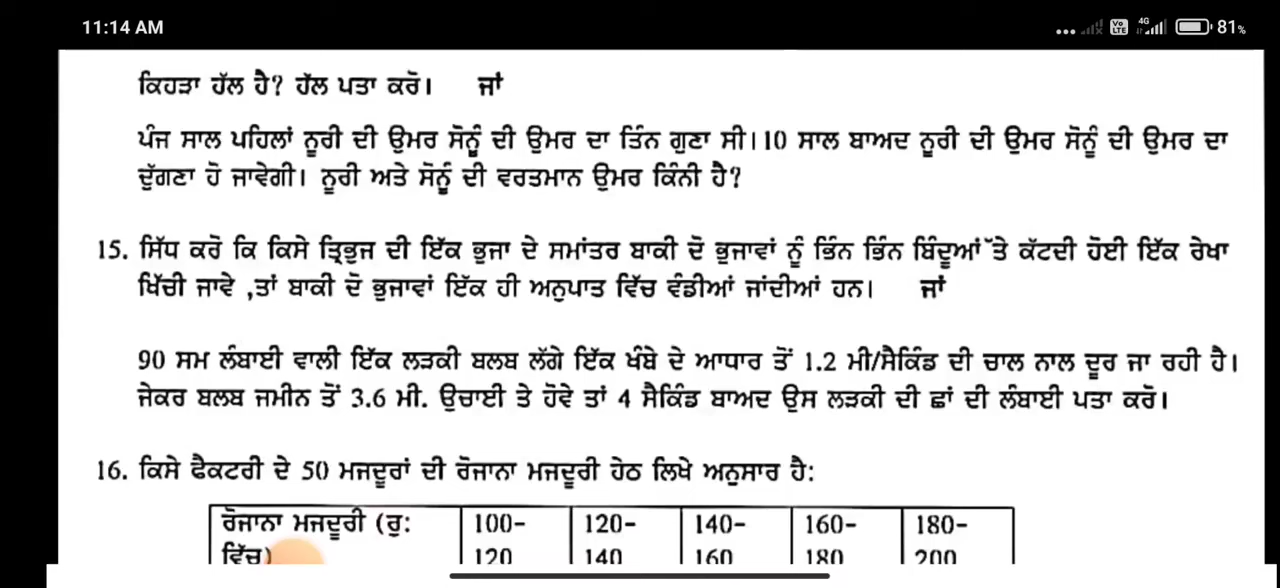 11:14 AM
Vo LTE 4G 81%
ਕਿਹੜਾ ਹੱਲ ਹੈ? ਹੱਲ ਪਤਾ ਕਰੋ। ਜਾਂ
ਪੰਜ ਸਾਲ ਪਹਿਲਾਂ ਨੂਰੀ ਦੀ ਉਮਰ ਸੋਨੂੰ ਦੀ ਉਮਰ ਦਾ ਤਿੰਨ ਗੁਣਾ ਸੀ।10 ਸਾਲ ਬਾਅਦ ਨੂਰੀ ਦੀ ਉਮਰ ਸੋਨੂੰ ਦੀ ਉਮਰ ਦਾ
ਦੁੱਗਣਾ ਹੋ ਜਾਵੇਗੀ। ਨੂਰੀ ਅਤੇ ਸੋਨੂੰ ਦੀ ਵਰਤਮਾਨ ਉਮਰ ਕਿੰਨੀ ਹੈ?
15. ਸਿੱਧ ਕਰੋ ਕਿ ਕਿਸੇ ਤ੍ਰਿਭੁਜ ਦੀ ਇੱਕ ਭੁਜਾ ਦੇ ਸਮਾਂਤਰ ਬਾਕੀ ਦੋ ਭੁਜਾਵਾਂ ਨੂੰ ਭਿੰਨ ਭਿੰਨ ਬਿੰਦੂਆਂ ੱਤੇ ਕੱਟਦੀ ਹੋਈ ਇੱਕ ਰੇਖਾ
ਖਿੱਚੀ ਜਾਵੇ ,ਤਾਂ ਬਾਕੀ ਦੋ ਭੁਜਾਵਾਂ ਇੱਕ ਹੀ ਅਨੁਪਾਤ ਵਿੱਚ ਵੰਡੀਆਂ ਜਾਂਦੀਆਂ ਹਨ। ਜਾਂ
90 ਸਮ ਲੰਬਾਈ ਵਾਲੀ ਇੱਕ ਲੜਕੀ ਬਲਬ ਲੱਗੇ ਇੱਕ ਖੰਬੇ ਦੇ ਆਧਾਰ ਤੋਂ 1.2 ਮੀ/ਸੈਕਿੰਡ ਦੀ ਚਾਲ ਨਾਲ ਦੂਰ ਜਾ ਰਹੀ ਹੈ।
ਜੇਕਰ ਬਲਬ ਜਮੀਨ ਤੋਂ 3.6 ਮੀ. ਉਚਾਈ ਤੇ ਹੋਵੇ ਤਾਂ 4 ਸੈਕਿੰਡ ਬਾਅਦ ਉਸ ਲੜਕੀ ਦੀ ਛਾਂ ਦੀ ਲੰਬਾਈ ਪਤਾ ਕਰੋ।
16. ਕਿਸੇ ਫੈਕਟਰੀ ਦੇ 50 ਮਜਦੂਰਾਂ ਦੀ ਰੋਜਾਨਾ ਮਜਦੂਰੀ ਹੇਠ ਲਿਖੇ ਅਨੁਸਾਰ ਹੈ:
ਰੋਜਾਨਾ ਮਜਦੂਰੀ (ਰੁ: 100- 120- 140- 160- 180-
ਵਿੱਚ) 120 140 160 180 200